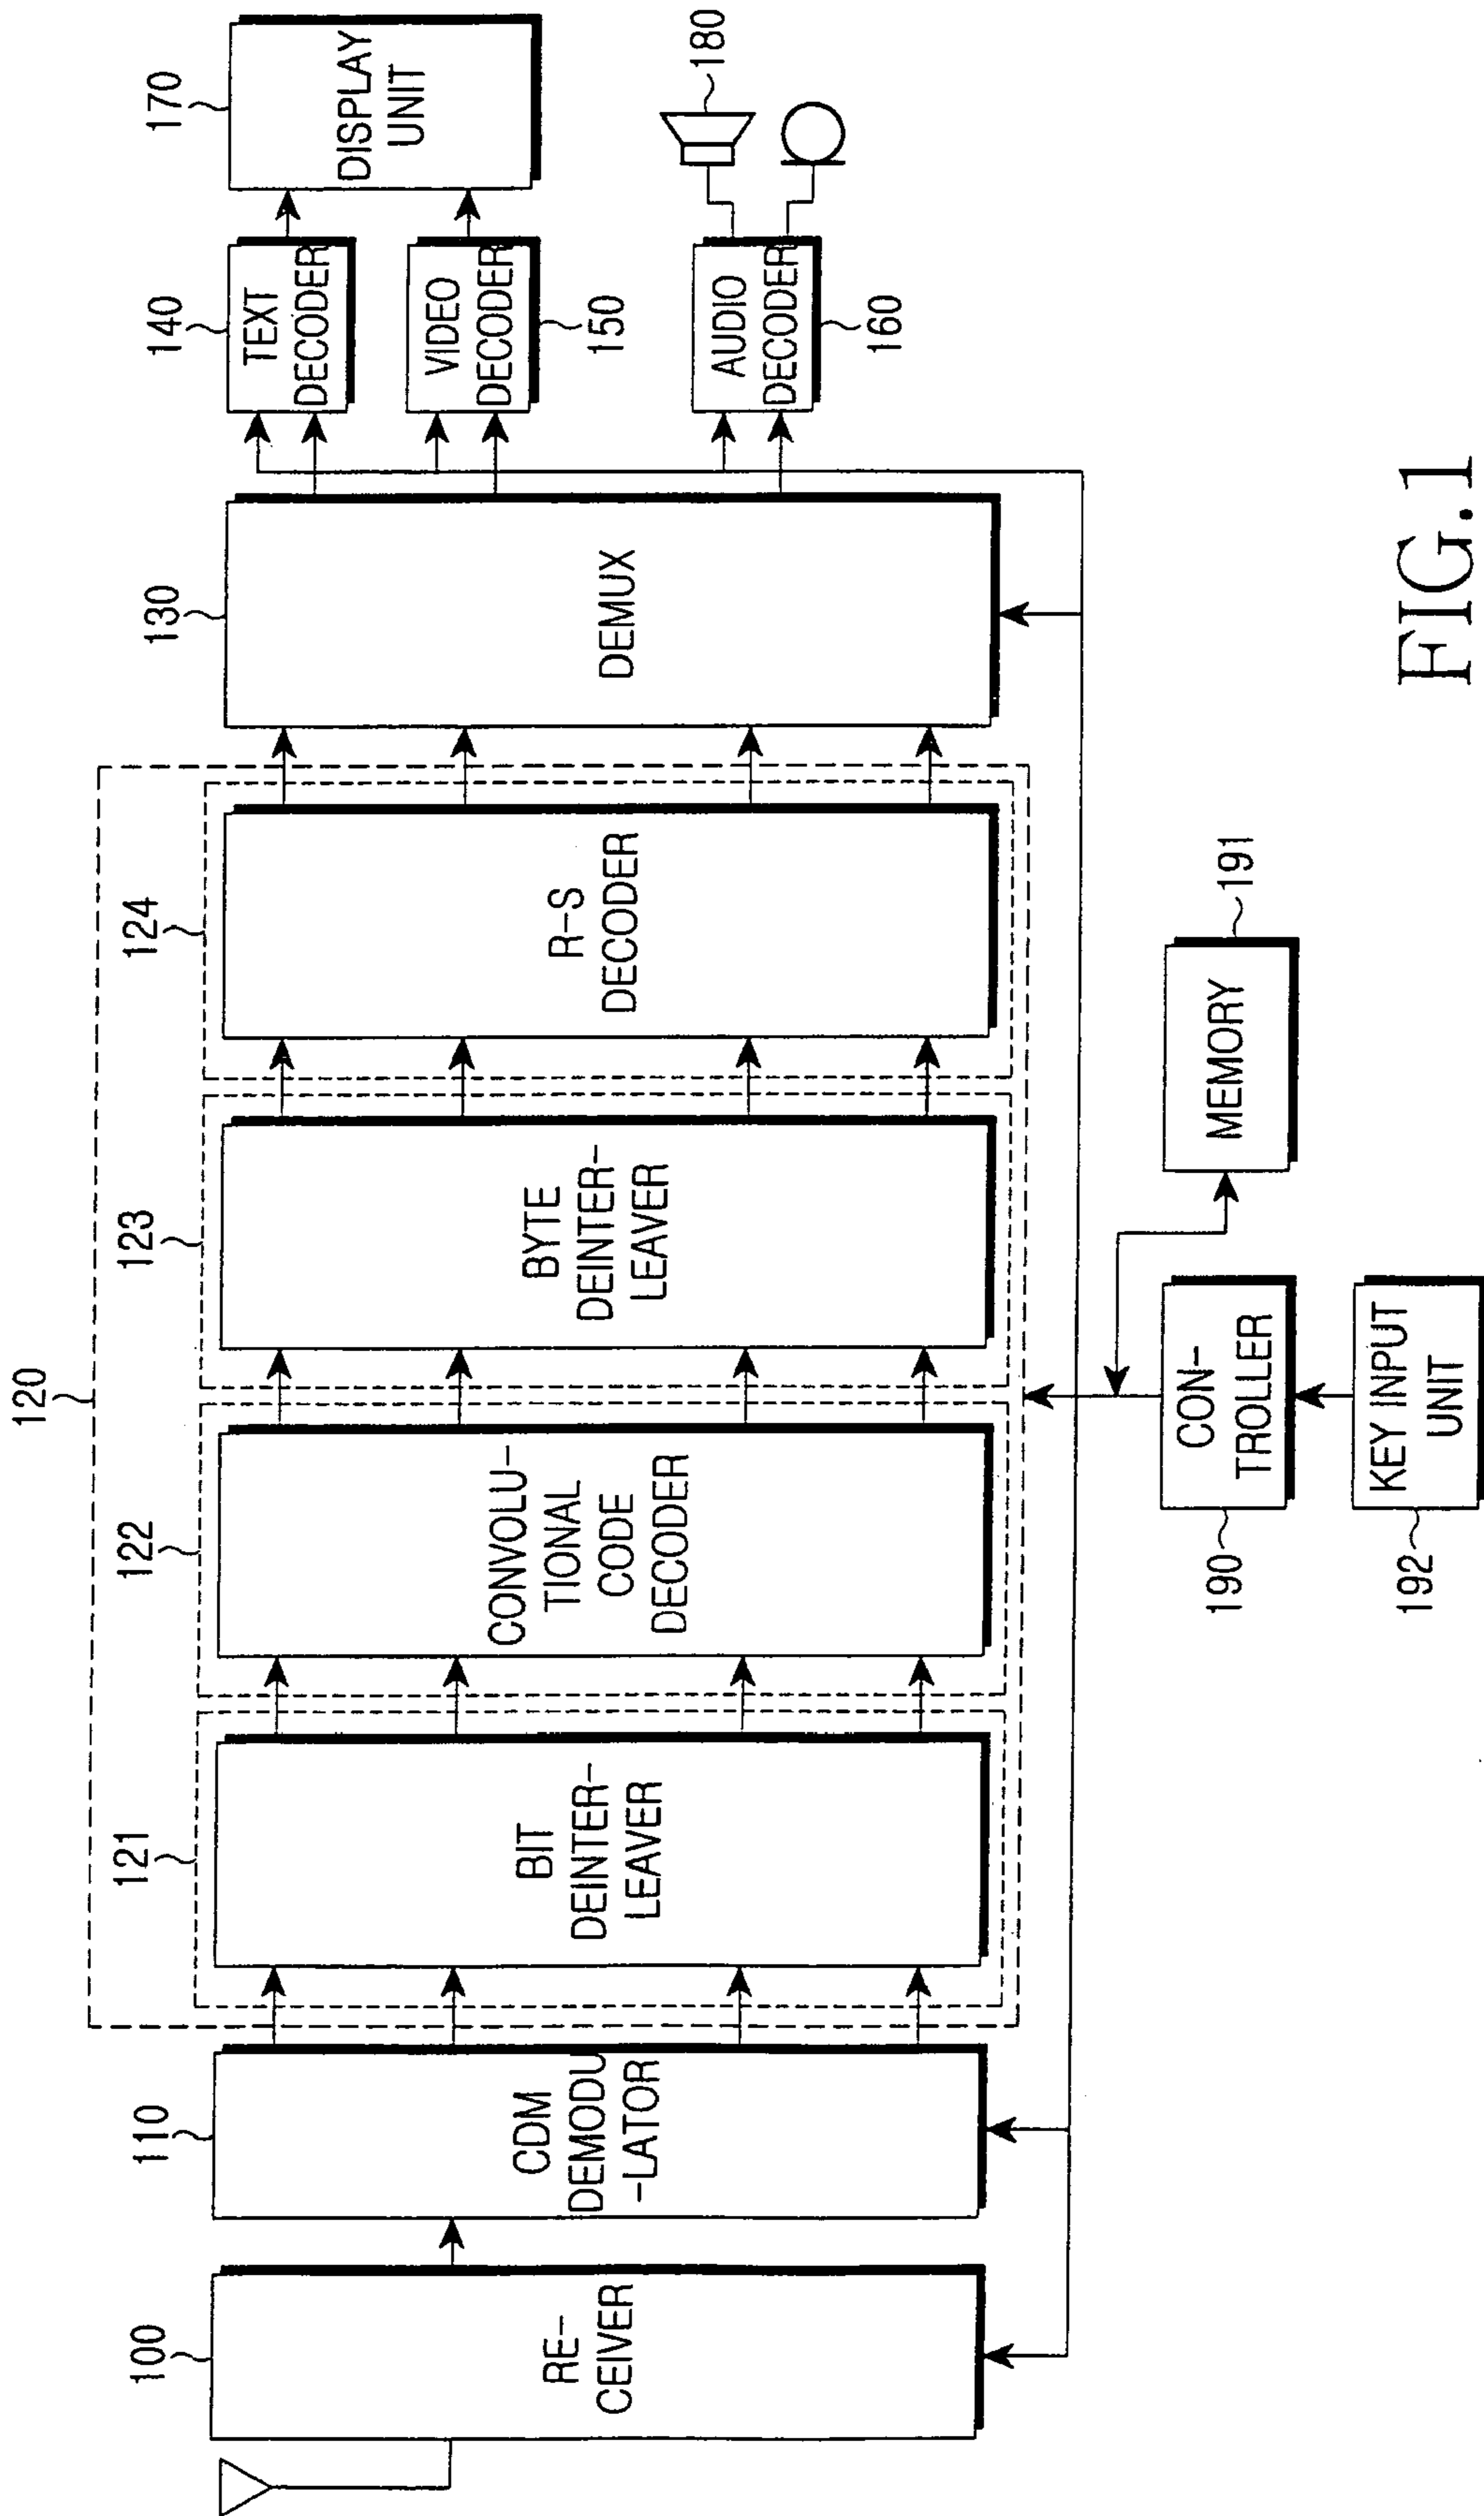 120
100
110
121
122
123
124
130
140
170
RE-
CEIVER
CDM
DEMODU
-LATOR
BIT
DEINTER-
LEAVER
CONVOLU-
TIONAL
CODE
DECODER
BYTE
DEINTER-
LEAVER
R-S
DECODER
DEMUX
TEXT
DECODER
VIDEO
DECODER
150
AUDIO
DECODER
160
DISPLAY
UNIT
180
190
CON-
TROLLER
MEMORY
191
192
KEY INPUT
UNIT
FIG.1